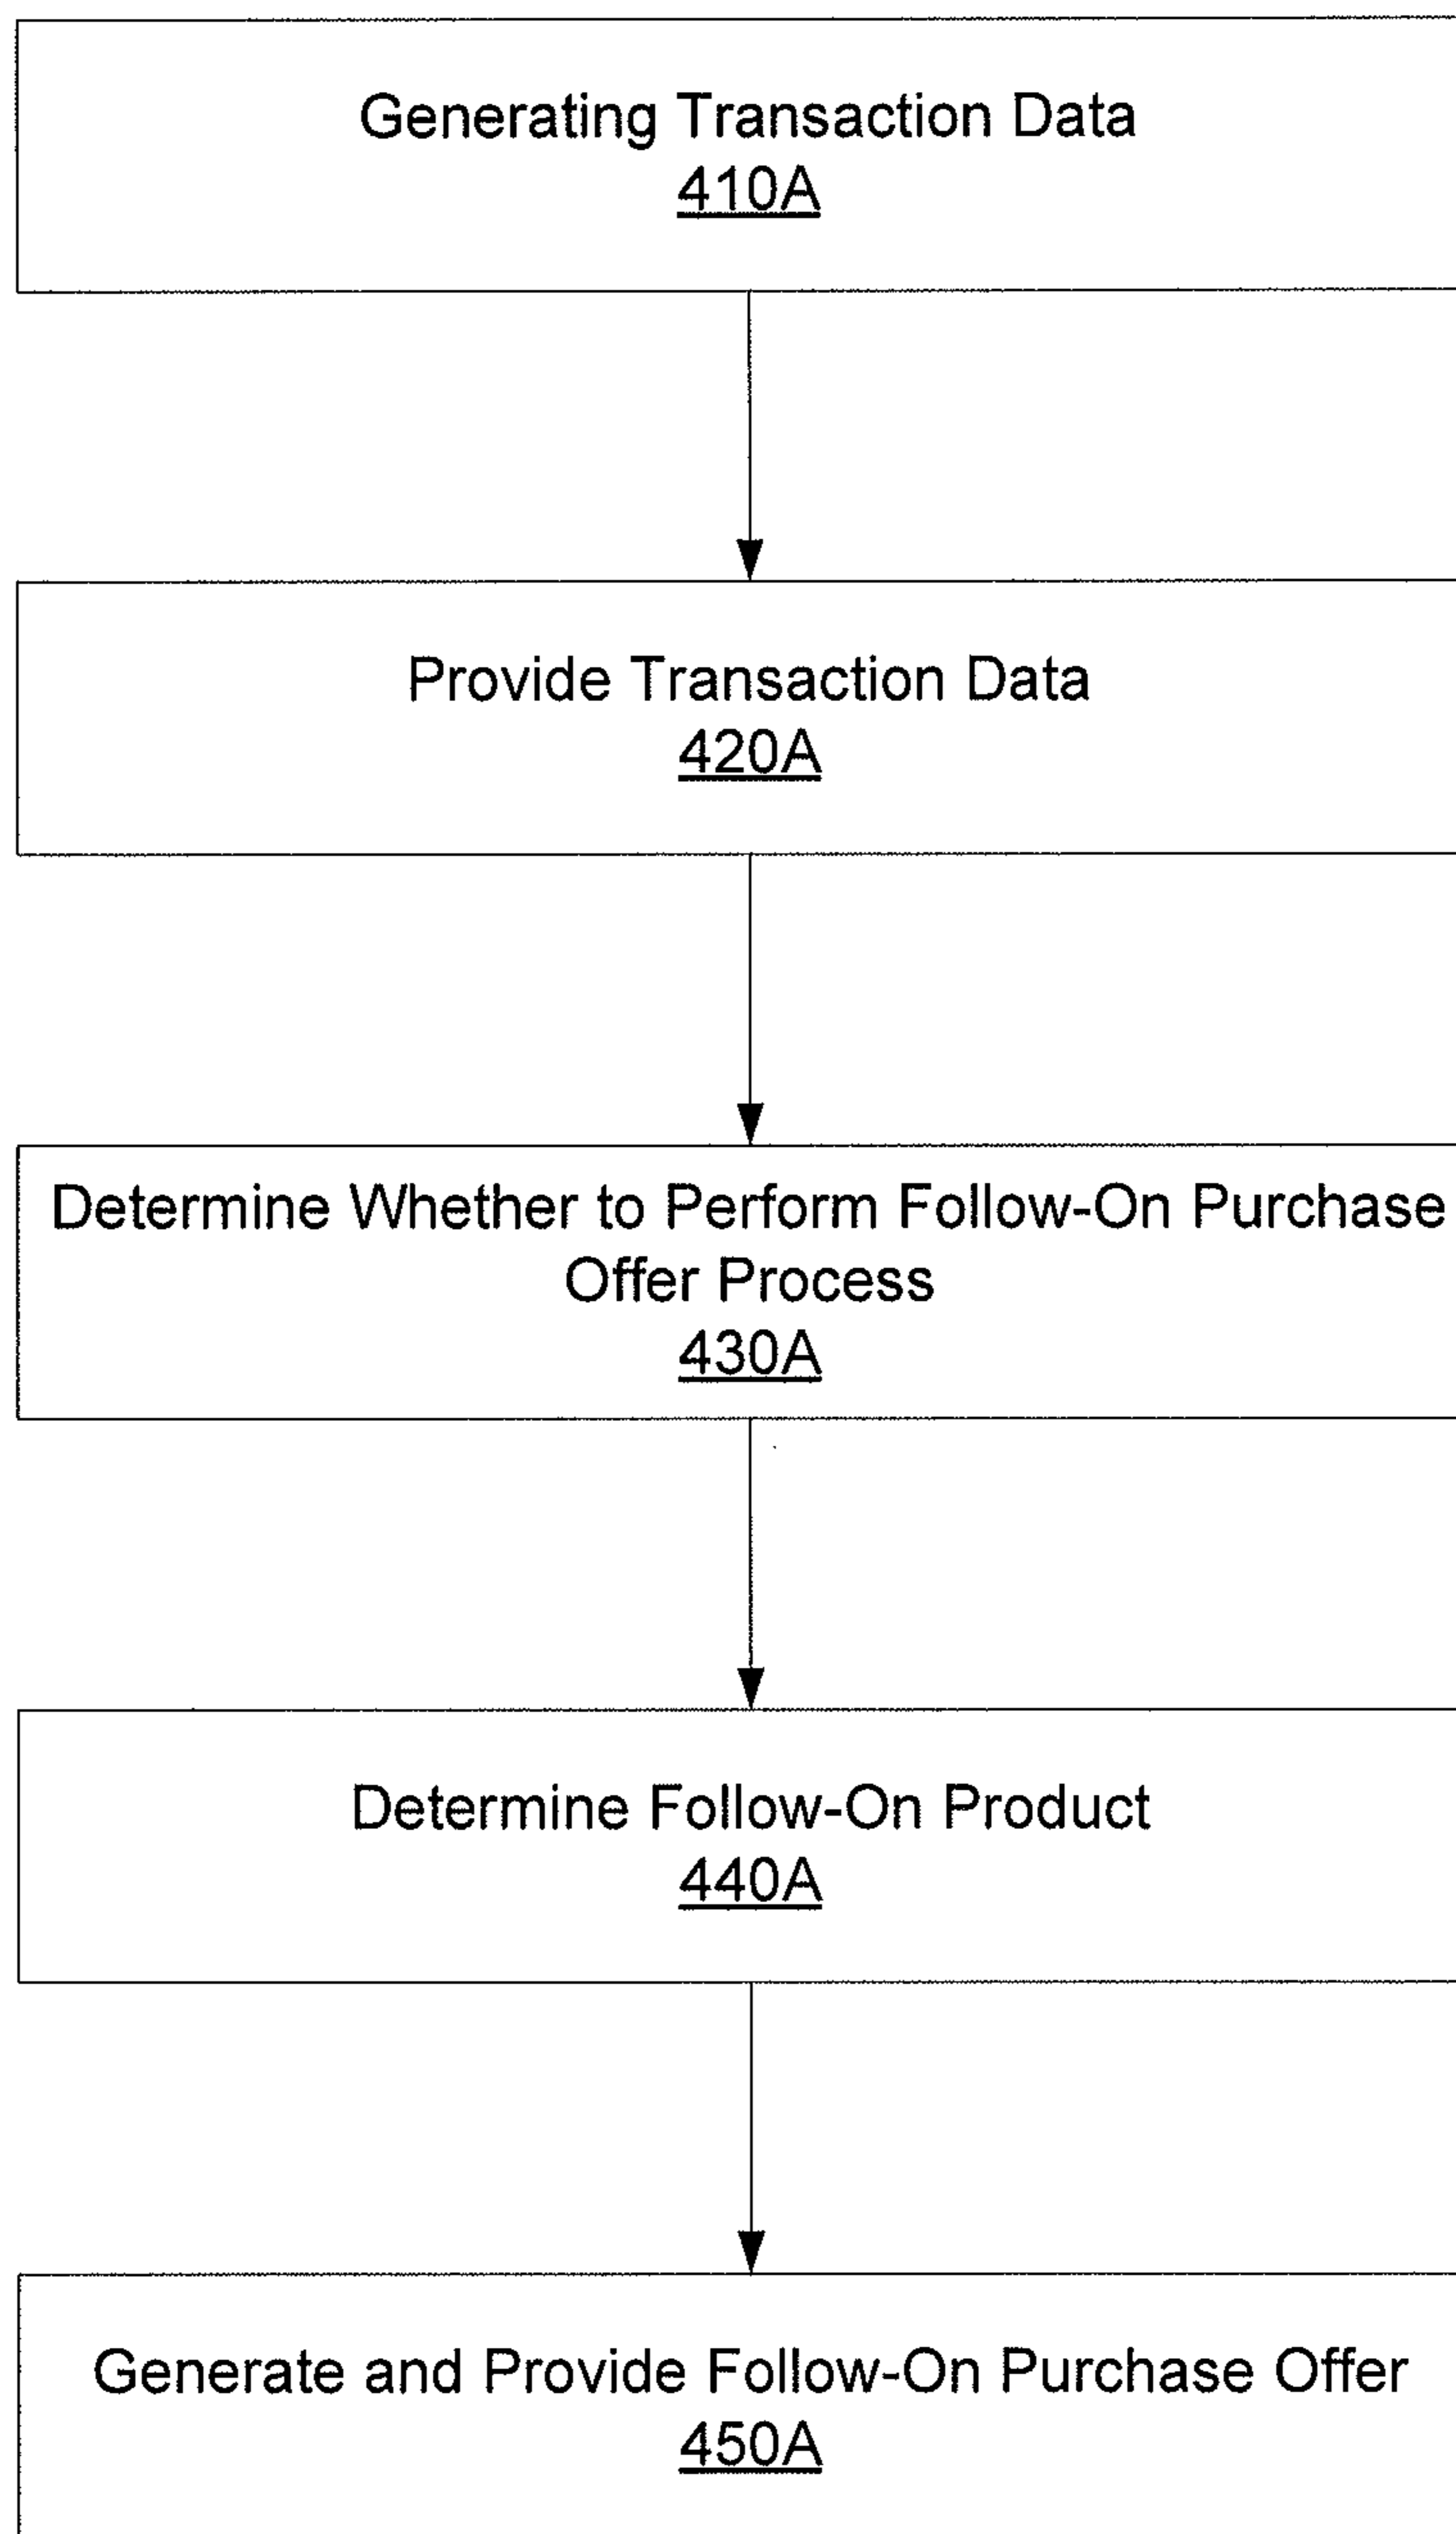 Generating Transaction Data
410A
Provide Transaction Data
420A
Determine Whether to Perform Follow-On Purchase
Offer Process
430A
Determine Follow-On Product
440A
Generate and Provide Follow-On Purchase Offer
450A